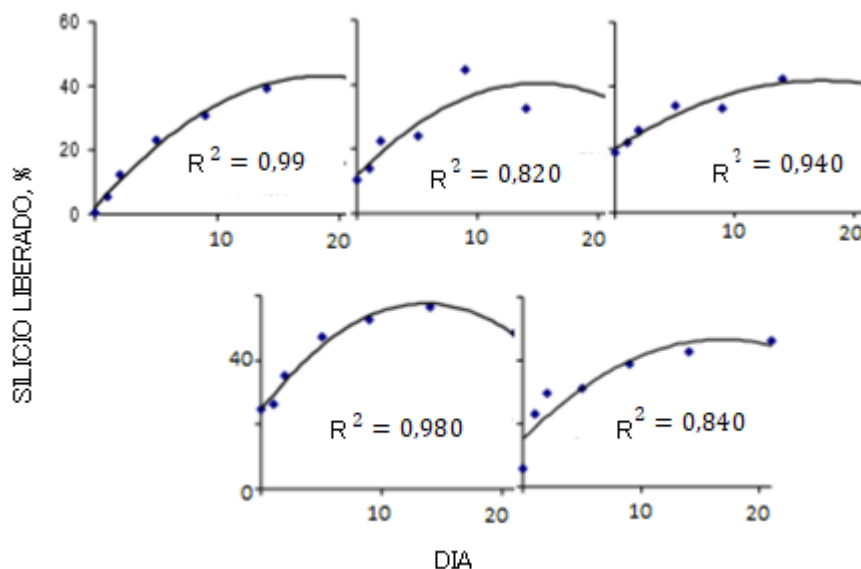 60
40
20
0
R² = 0,99
R² = 0,820
R² = 0,940
10
20
10
20
10
20
SILICIO LIBERADO, %
40
0
R² = 0,980
R² = 0,840
10
20
10
20
DIA